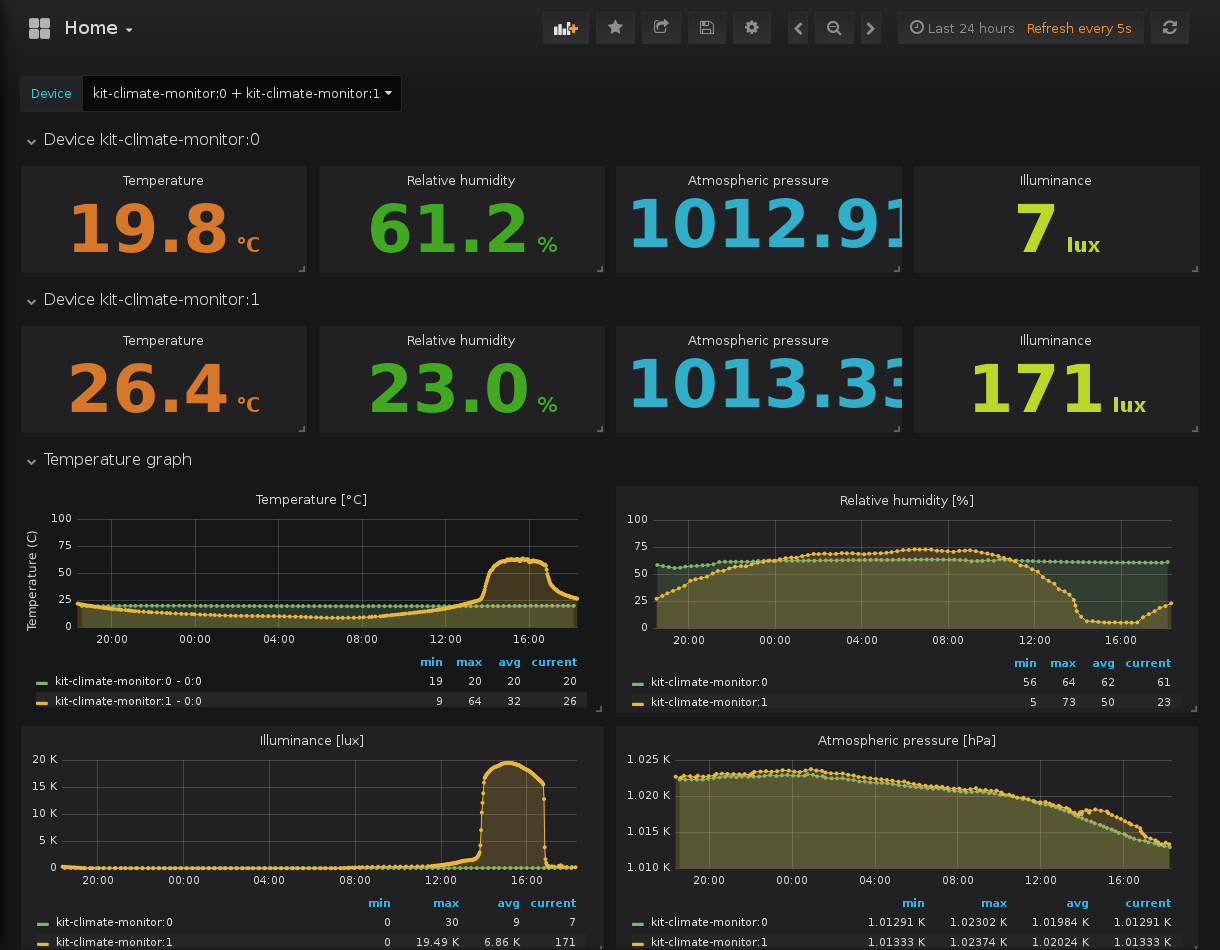 Home
Last 24 hours Refresh every 5s
Device kit-climate-monitor:0 + kit-climate-monitor:1
Device kit-climate-monitor:0
Temperature Relative humidity Atmospheric pressure Illuminance
19.8 °C 61.2 % 1012.91 7 lux
Device kit-climate-monitor:1
Temperature Relative humidity Atmospheric pressure Illuminance
26.4 °C 23.0 % 1013.33 171 lux
Temperature graph
Temperature [°C]
Temperature (C)
100
75
50
25
0
20:00 00:00 04:00 08:00 12:00 16:00
min max avg current
kit-climate-monitor:0 - 0:0 19 20 20 20
kit-climate-monitor:1 - 0:0 9 64 32 26
Relative humidity [%]
100
75
50
25
0
20:00 00:00 04:00 08:00 12:00 16:00
min max avg current
kit-climate-monitor:0 56 64 62 61
kit-climate-monitor:1 5 73 50 23
Illuminance [lux]
20 K
15 K
10 K
5 K
0
20:00 00:00 04:00 08:00 12:00 16:00
min max avg current
kit-climate-monitor:0 0 30 9 7
kit-climate-monitor:1 0 19.49 K 6.86 K 171
Atmospheric pressure [hPa]
1.025 K
1.020 K
1.015 K
1.010 K
20:00 00:00 04:00 08:00 12:00 16:00
min max avg current
kit-climate-monitor:0 1.01291 K 1.02302 K 1.01984 K 1.01291 K
kit-climate-monitor:1 1.01333 K 1.02374 K 1.02024 K 1.01333 K